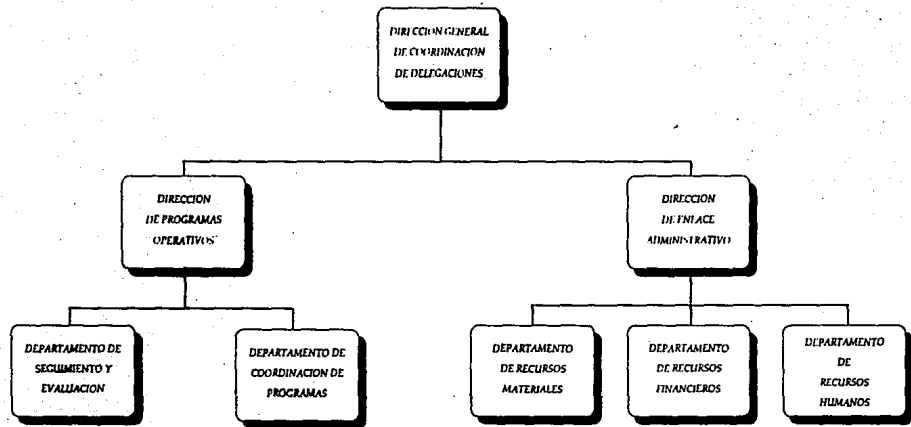 DIRECCION GENERAL
DE COORDINACION
DE DELEGACIONES
DIRECCION
DE PROGRAMAS
OPERATIVOS
DIRECCION
DE ENLACE
ADMINISTRATIVO
DEPARTAMENTO DE
SEGUIMIENTO Y
EVALUACION
DEPARTAMENTO DE
COORDINACION DE
PROGRAMAS
DEPARTAMENTO
DE RECURSOS
MATERIALES
DEPARTAMENTO
DE RECURSOS
FINANCIEROS
DEPARTAMENTO
DE
RECURSOS
HUMANOS